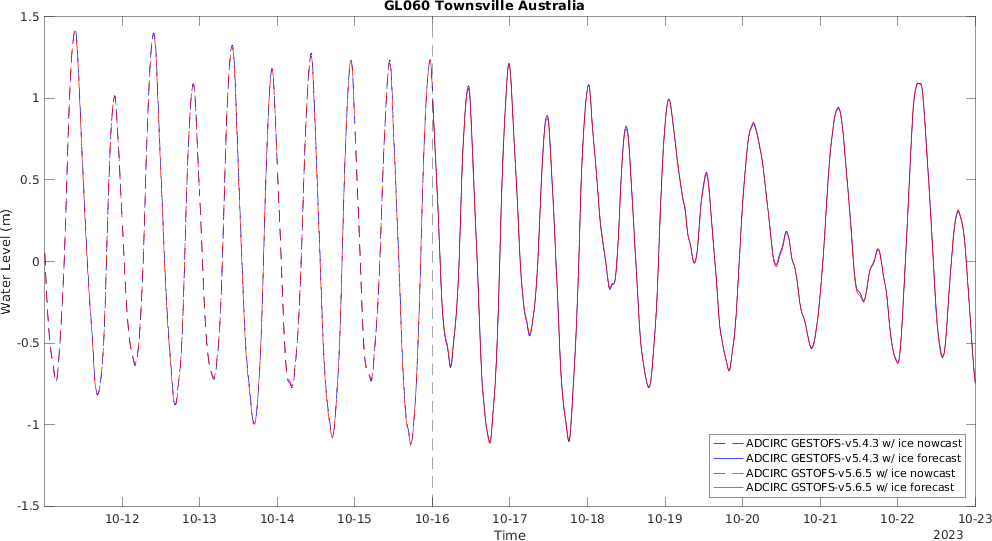 GL060 Townsville Australia
Water Level (m)
1.5
1
0.5
0
-0.5
-1
-1.5
ADCIRC GESTOFS-v5.4.3 w/ ice nowcast
ADCIRC GESTOFS-v5.4.3 w/ ice forecast
ADCIRC GSTOFS-v5.6.5 w/ ice nowcast
ADCIRC GSTOFS-v5.6.5 w/ ice forecast
10-12 10-13 10-14 10-15 10-16 10-17 10-18 10-19 10-20 10-21 10-22 10-23
Time
2023